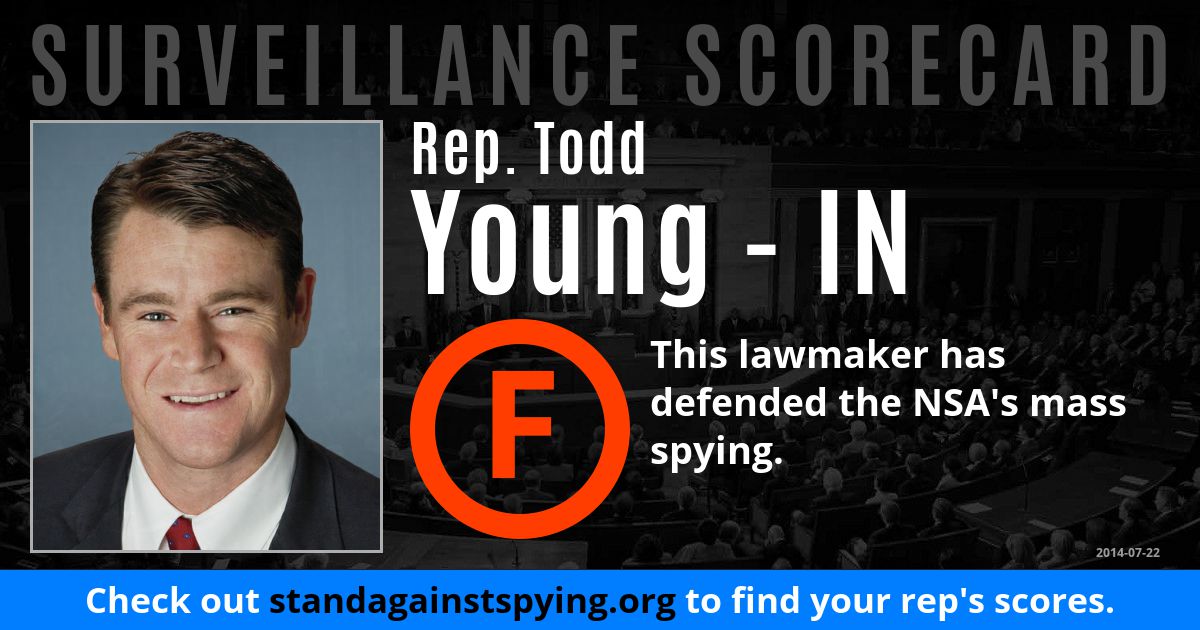 SURVEILLANCE SCORECARD
Rep. Todd
Young - IN
F
This lawmaker has
defended the NSA's mass
spying.
2014-07-22
Check out standagainstspying.org to find your rep's scores.